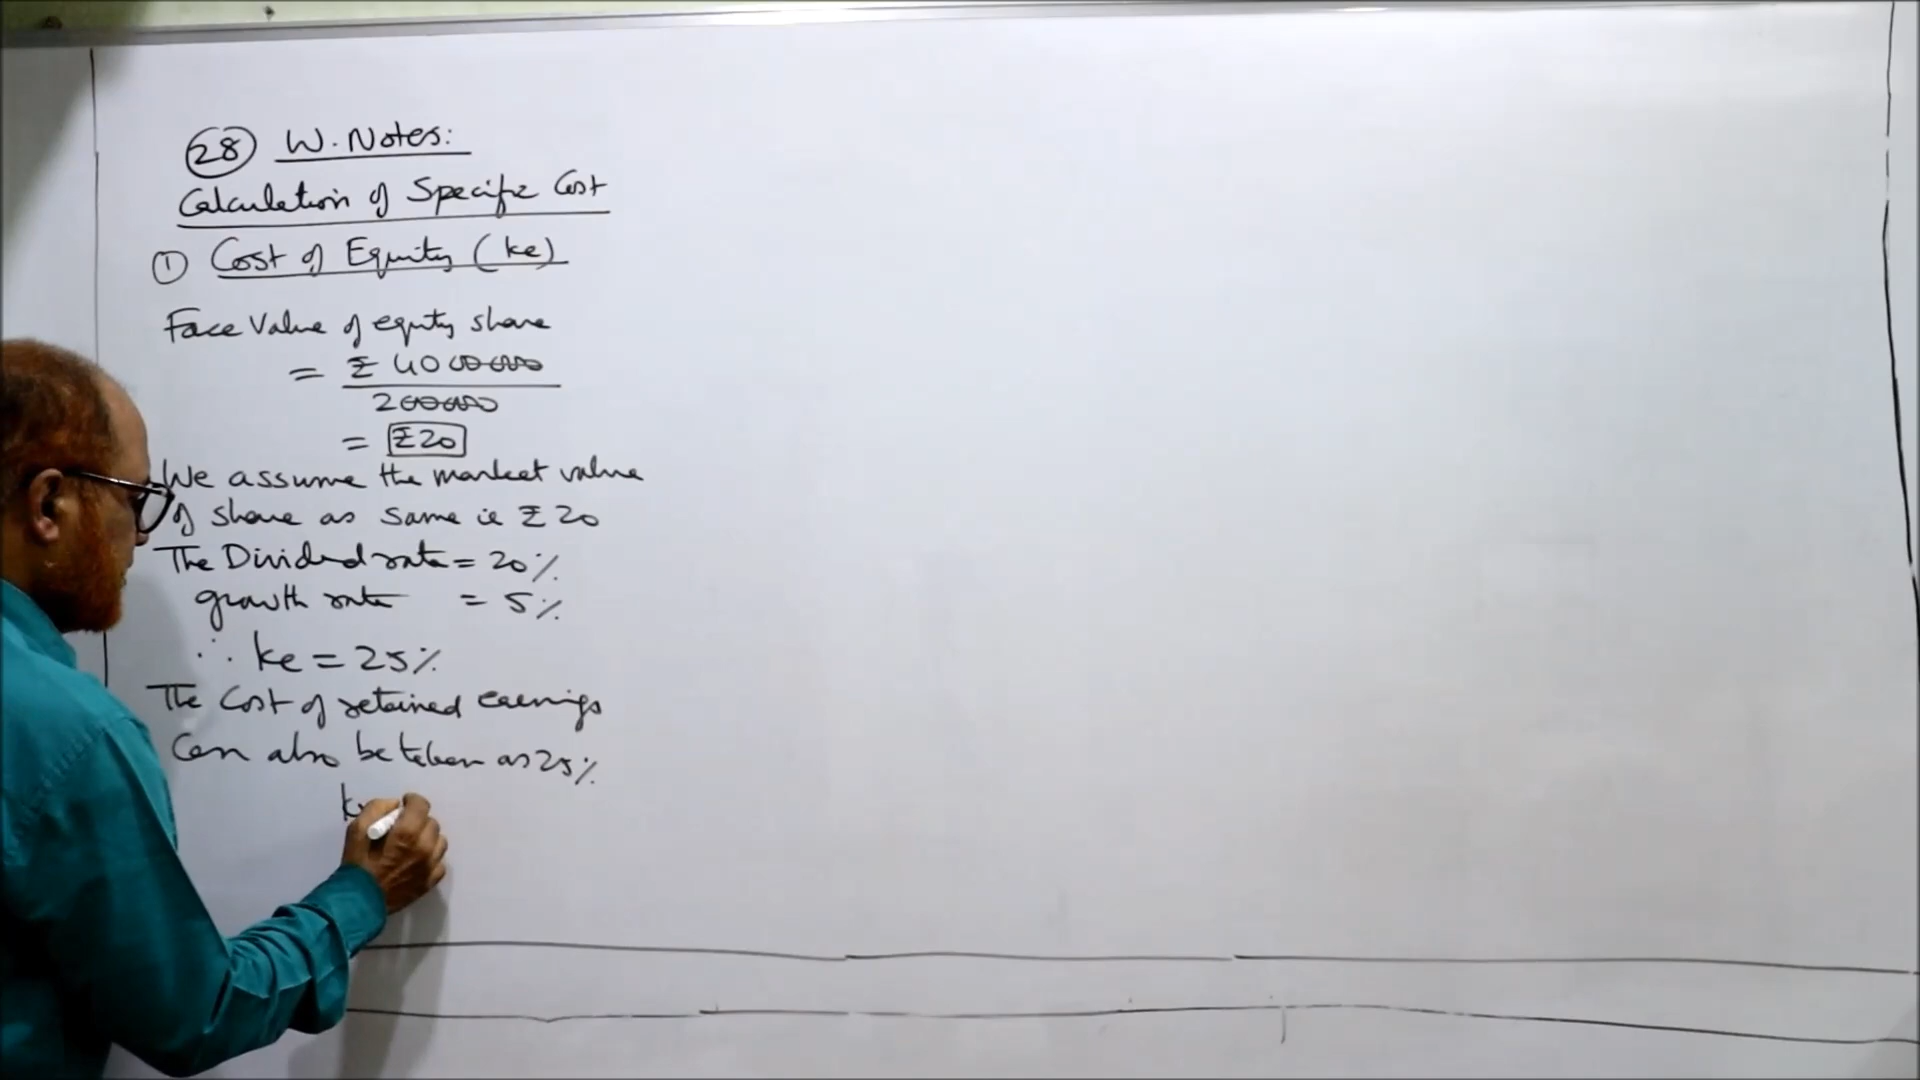 28 W. Notes:
Calculation of Specific Cost
① Cost of Equity (ke)
Face Value of equity share
= ₹ 4000000
200000
= ₹20
We assume the market value
of share as same ie ₹ 20
The Dividend rate = 20%
growth rate = 5%
∴ ke = 25%
The Cost of retained earnings
Can also be taken as 25%
k